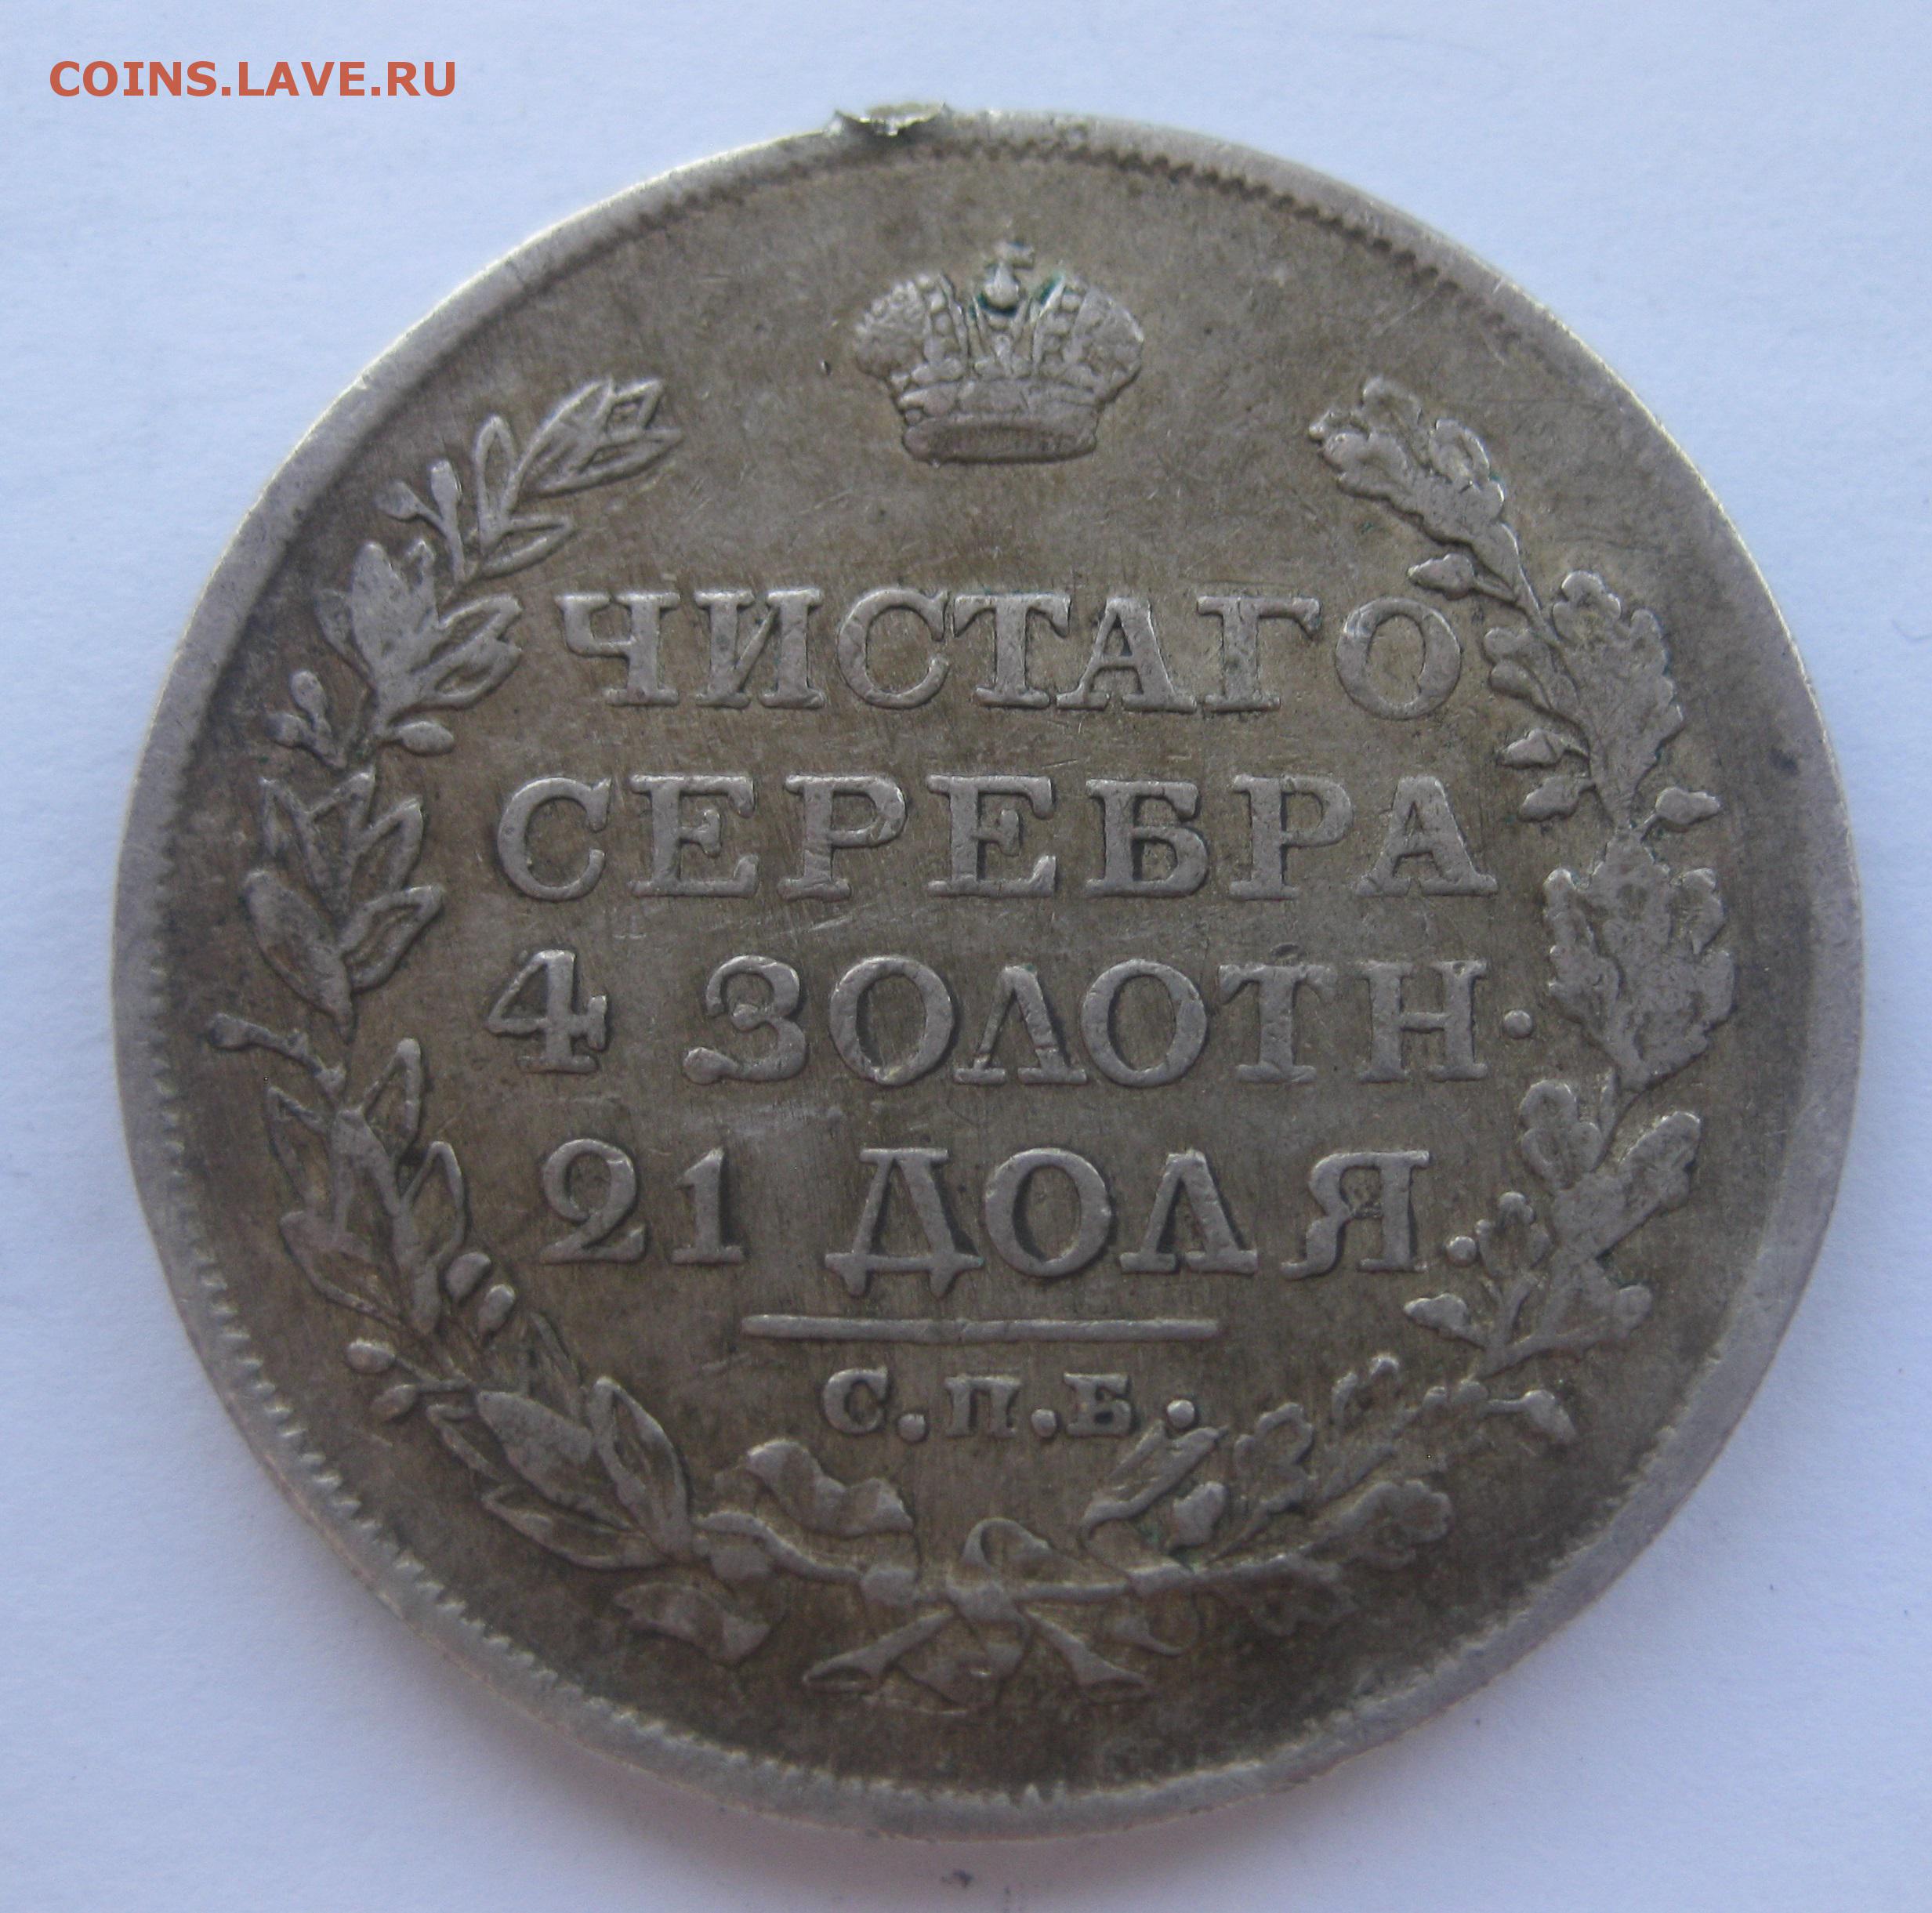 COINS.LAVE.RU
ЧИСТАГО
СЕРЕБРА
4 ЗОЛОТН.
21 ДОЛЯ.
С.П.Б.